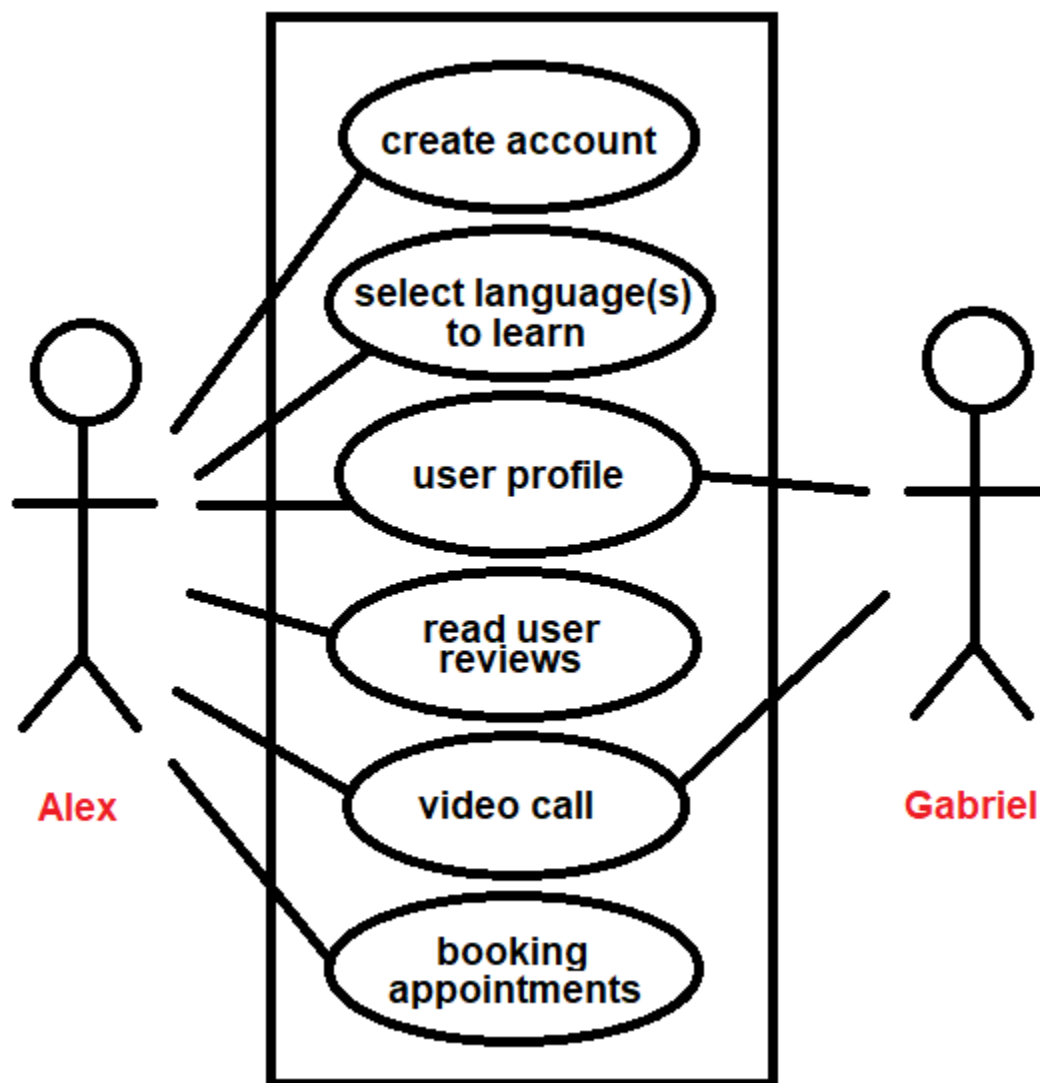 create account
select language(s)
to learn
user profile
read user
reviews
video call
Alex
Gabriel
booking
appointments